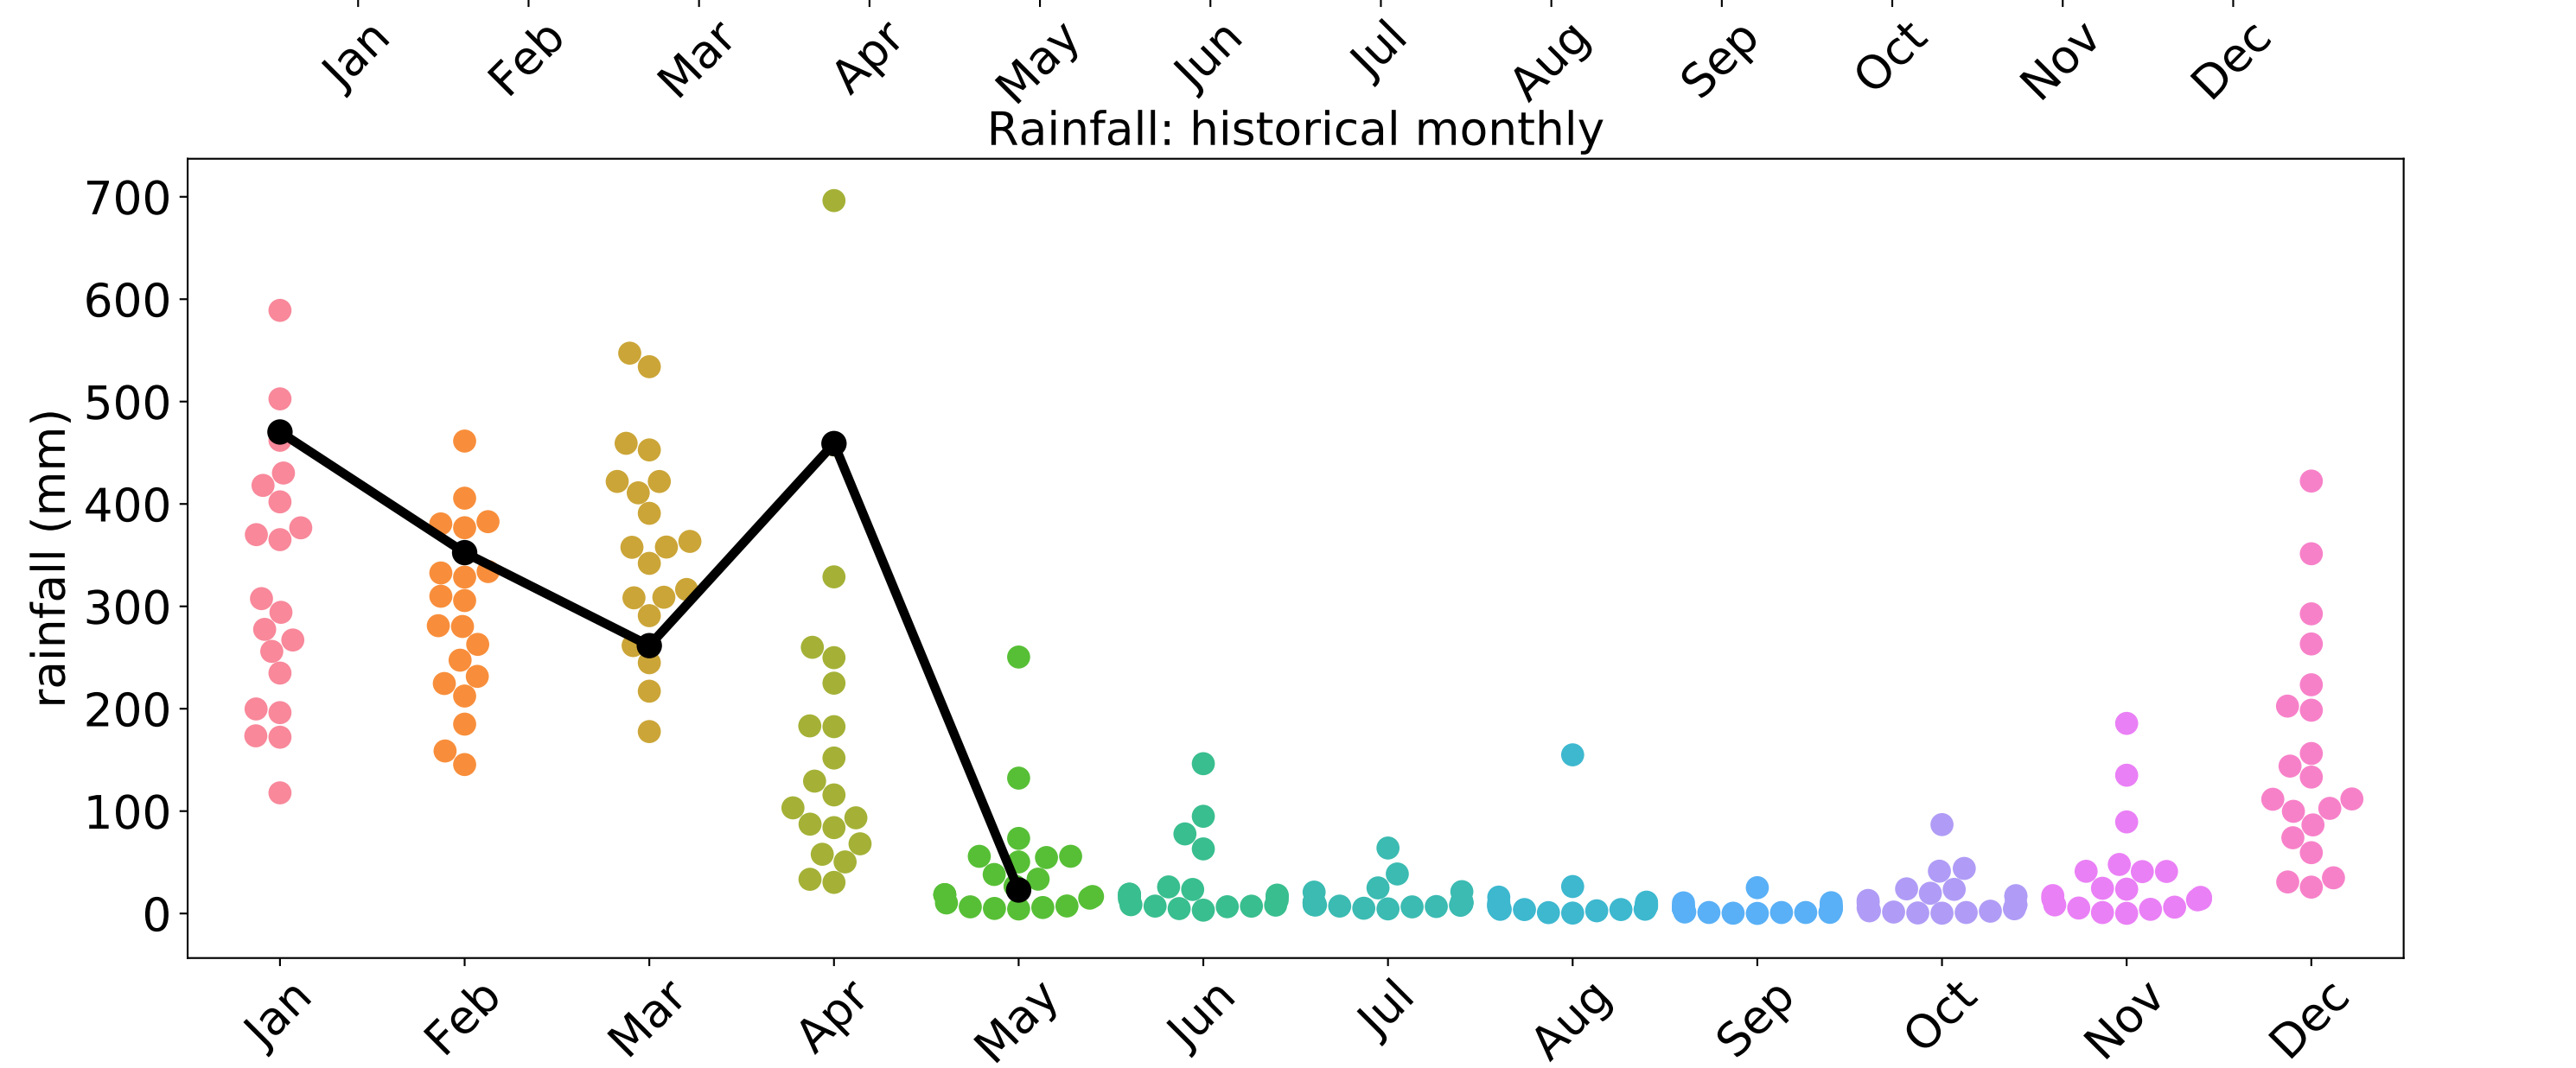 Jan Feb Mar Apr May Jun Jul Aug Sep Oct Nov Dec
Rainfall: historical monthly
rainfall (mm)
700
600
500
400
300
200
100
0
Jan Feb Mar Apr May Jun Jul Aug Sep Oct Nov Dec